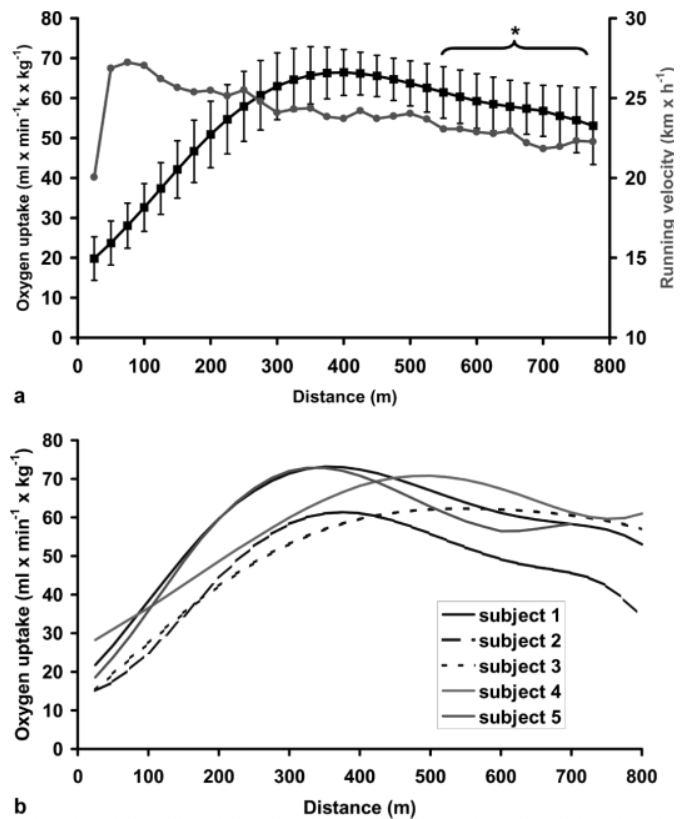 80
70
60
50
40
30
20
10
0
Oxygen uptake (ml x min⁻¹k x kg⁻¹)
*
30
25
20
15
10
Running velocity (km x h⁻¹)
0 100 200 300 400 500 600 700 800
Distance (m)
a
80
70
60
50
40
30
20
10
0
Oxygen uptake (ml x min⁻¹ x kg⁻¹)
subject 1
subject 2
subject 3
subject 4
subject 5
0 100 200 300 400 500 600 700 800
Distance (m)
b